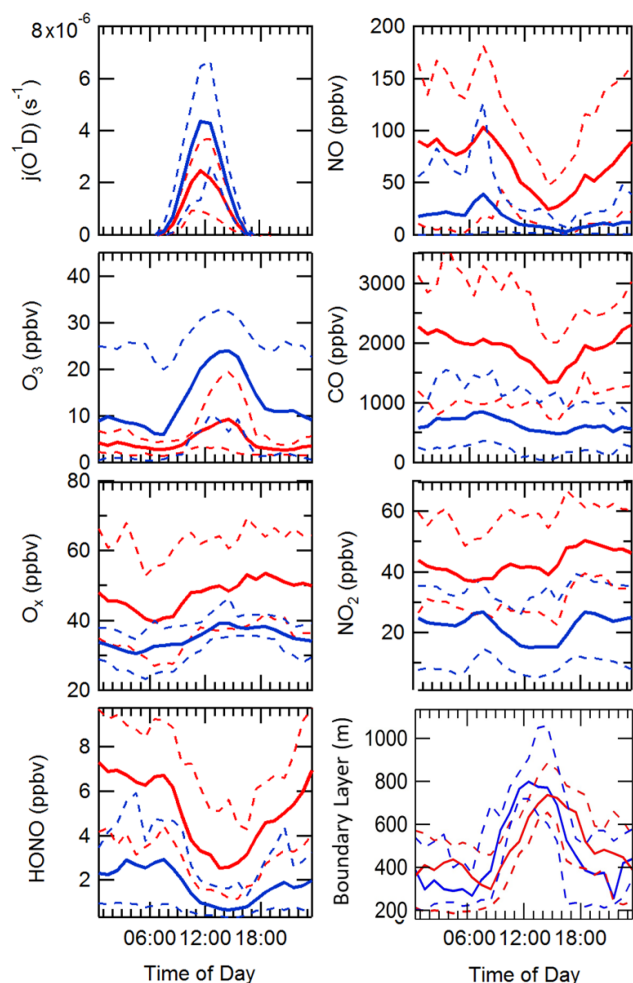 8x10⁻⁶
6
4
2
0
j(O¹D) (s⁻¹)
200
150
100
50
0
NO (ppbv)
40
30
20
10
0
O₃ (ppbv)
3000
2000
1000
0
CO (ppbv)
80
60
40
20
Oₓ (ppbv)
60
40
20
NO₂ (ppbv)
8
6
4
2
HONO (ppbv)
1000
800
600
400
200
Boundary Layer (m)
06:00 12:00 18:00
06:00 12:00 18:00
Time of Day
Time of Day